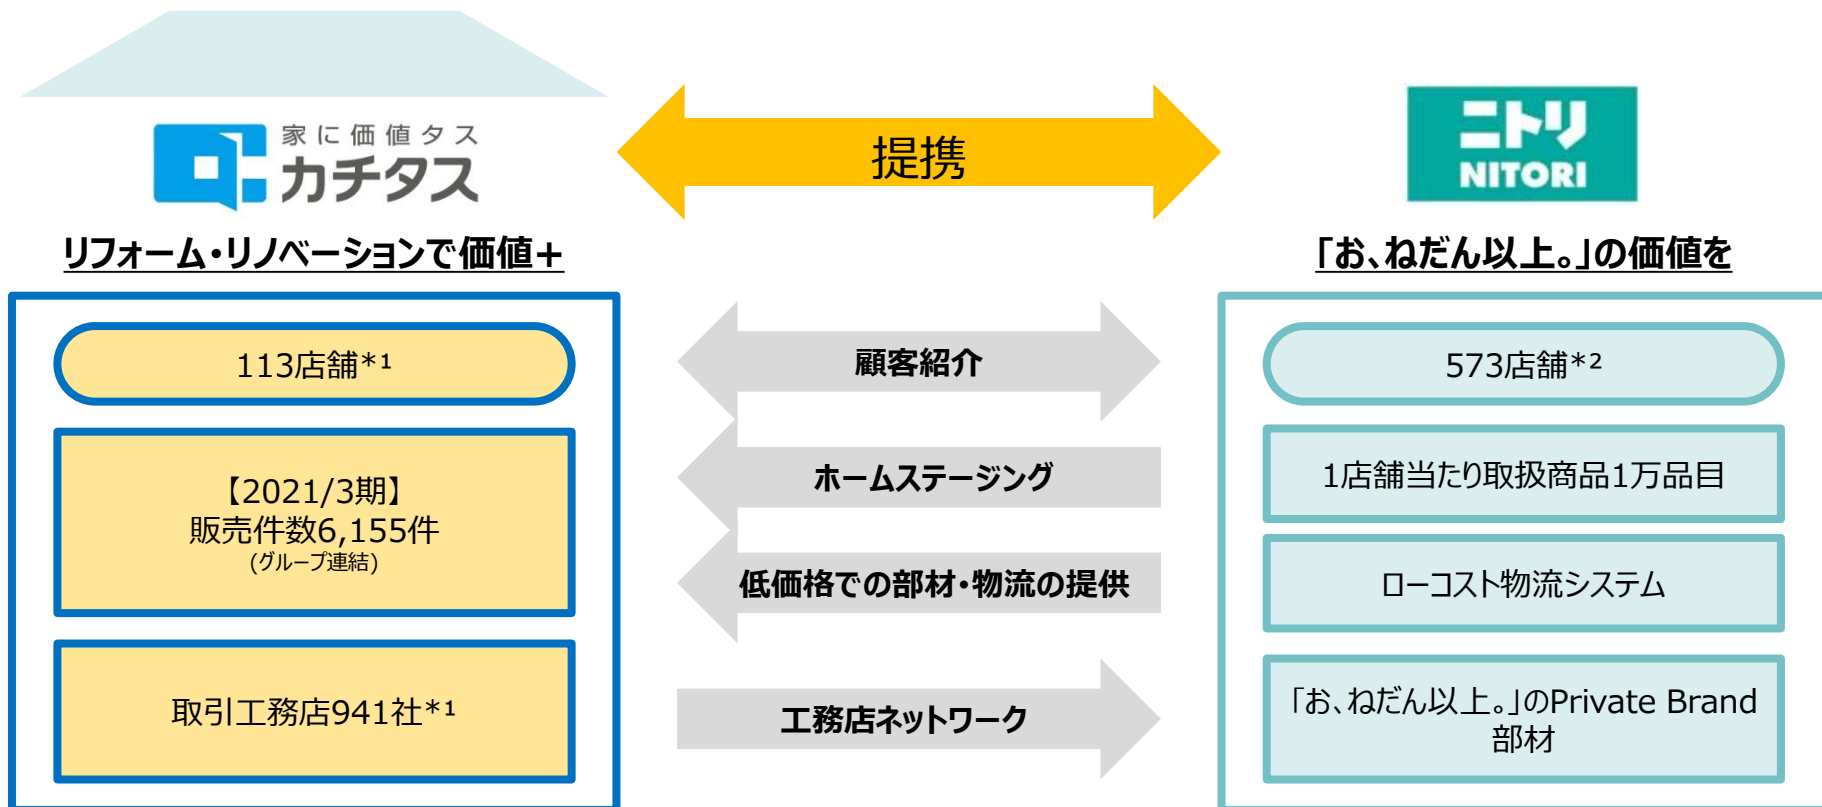 家に価値タス
カチタス
提携
ニトリ
NITORI
リフォーム・リノベーションで価値+
「お、ねだん以上。」の価値を
113店舗*1
【2021/3期】
販売件数6,155件
(グループ連結)
取引工務店941社*1
顧客紹介
ホームステージング
低価格での部材・物流の提供
工務店ネットワーク
573店舗*2
1店舗当たり取扱商品1万品目
ローコスト物流システム
「お、ねだん以上。」のPrivate Brand
部材